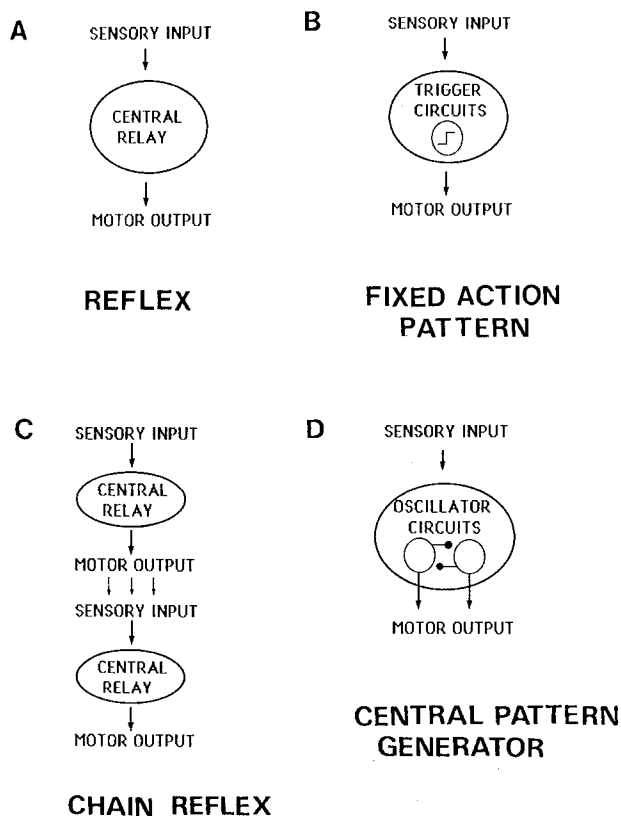 A
SENSORY INPUT
CENTRAL
RELAY
MOTOR OUTPUT
REFLEX
B
SENSORY INPUT
TRIGGER
CIRCUITS
MOTOR OUTPUT
FIXED ACTION
PATTERN
C
SENSORY INPUT
CENTRAL
RELAY
MOTOR OUTPUT
SENSORY INPUT
CENTRAL
RELAY
MOTOR OUTPUT
CHAIN REFLEX
D
SENSORY INPUT
OSCILLATOR
CIRCUITS
MOTOR OUTPUT
CENTRAL PATTERN
GENERATOR